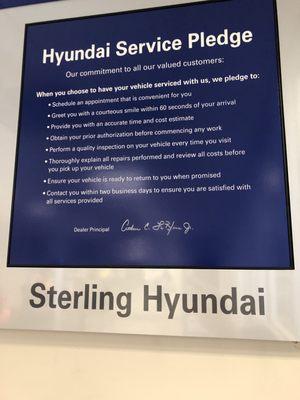 Hyundai Service Pledge
Our commitment to all our valued customers:
When you choose to have your vehicle serviced with us, we pledge to:
• Schedule an appointment that is convenient for you
• Greet you with a courteous smile within 60 seconds of your arrival
• Provide you with an accurate time and cost estimate
• Obtain your prior authorization before commencing any work
• Perform a quality inspection on your vehicle every time you visit
• Thoroughly explain all repairs performed and review all costs before
you pick up your vehicle
• Ensure your vehicle is ready to return to you when promised
• Contact you within two business days to ensure you are satisfied with
all services provided
Dealer Principal
Sterling Hyundai